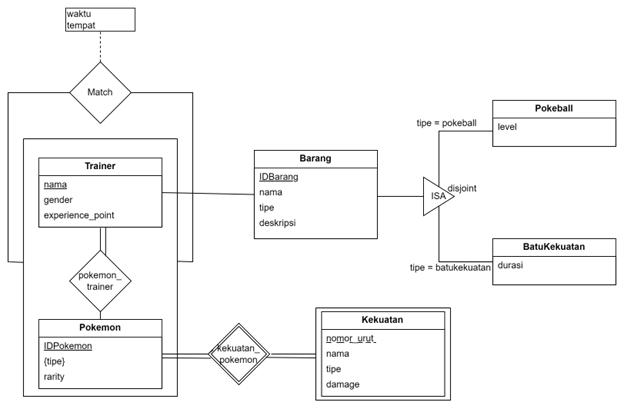 waktu
tempat
Match
Trainer
nama
gender
experience_point
pokemon_
trainer
Pokemon
IDPokemon
{tipe}
rarity
kekuatan_
pokemon
Kekuatan
nomor_urut
nama
tipe
damage
Barang
IDBarang
nama
tipe
deskripsi
ISA
disjoint
tipe = pokeball
Pokeball
level
tipe = batukekuatan
BatuKekuatan
durasi